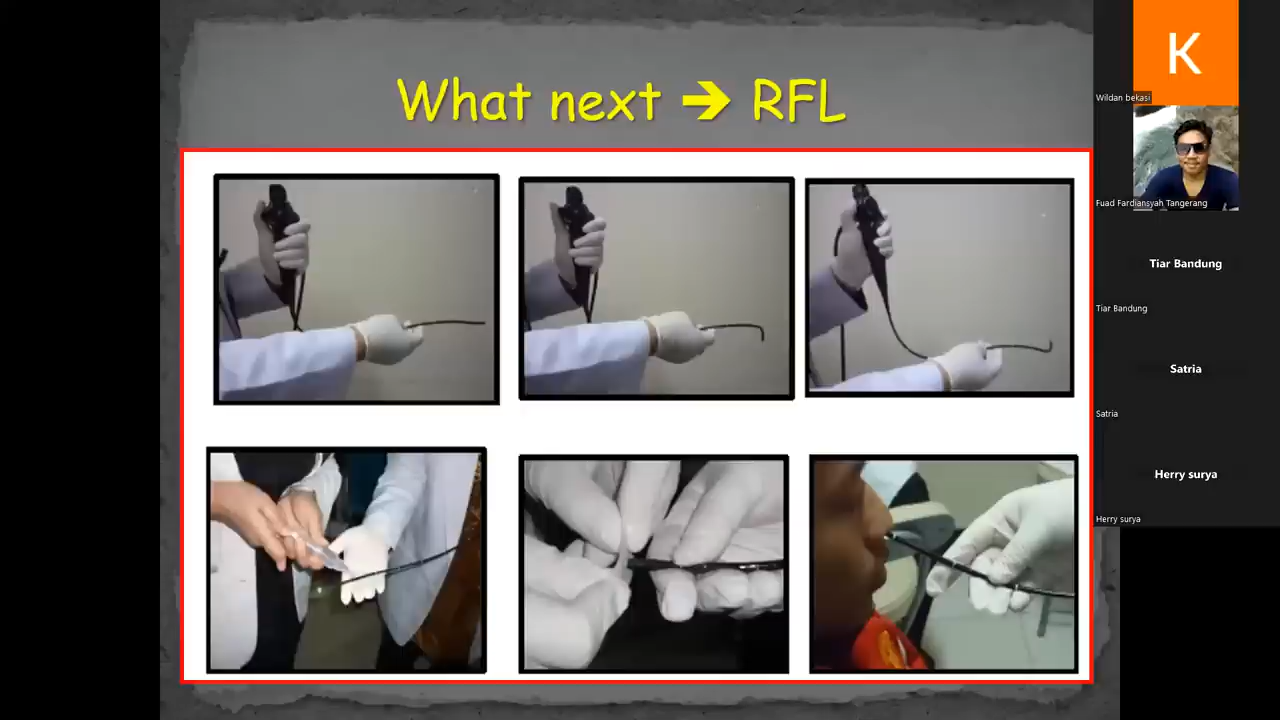 What next ➔ RFL
K
Wildan bekasi
Fuad Fardiansyah Tangerang
Tiar Bandung
Tiar Bandung
Satria
Satria
Herry surya
Herry surya